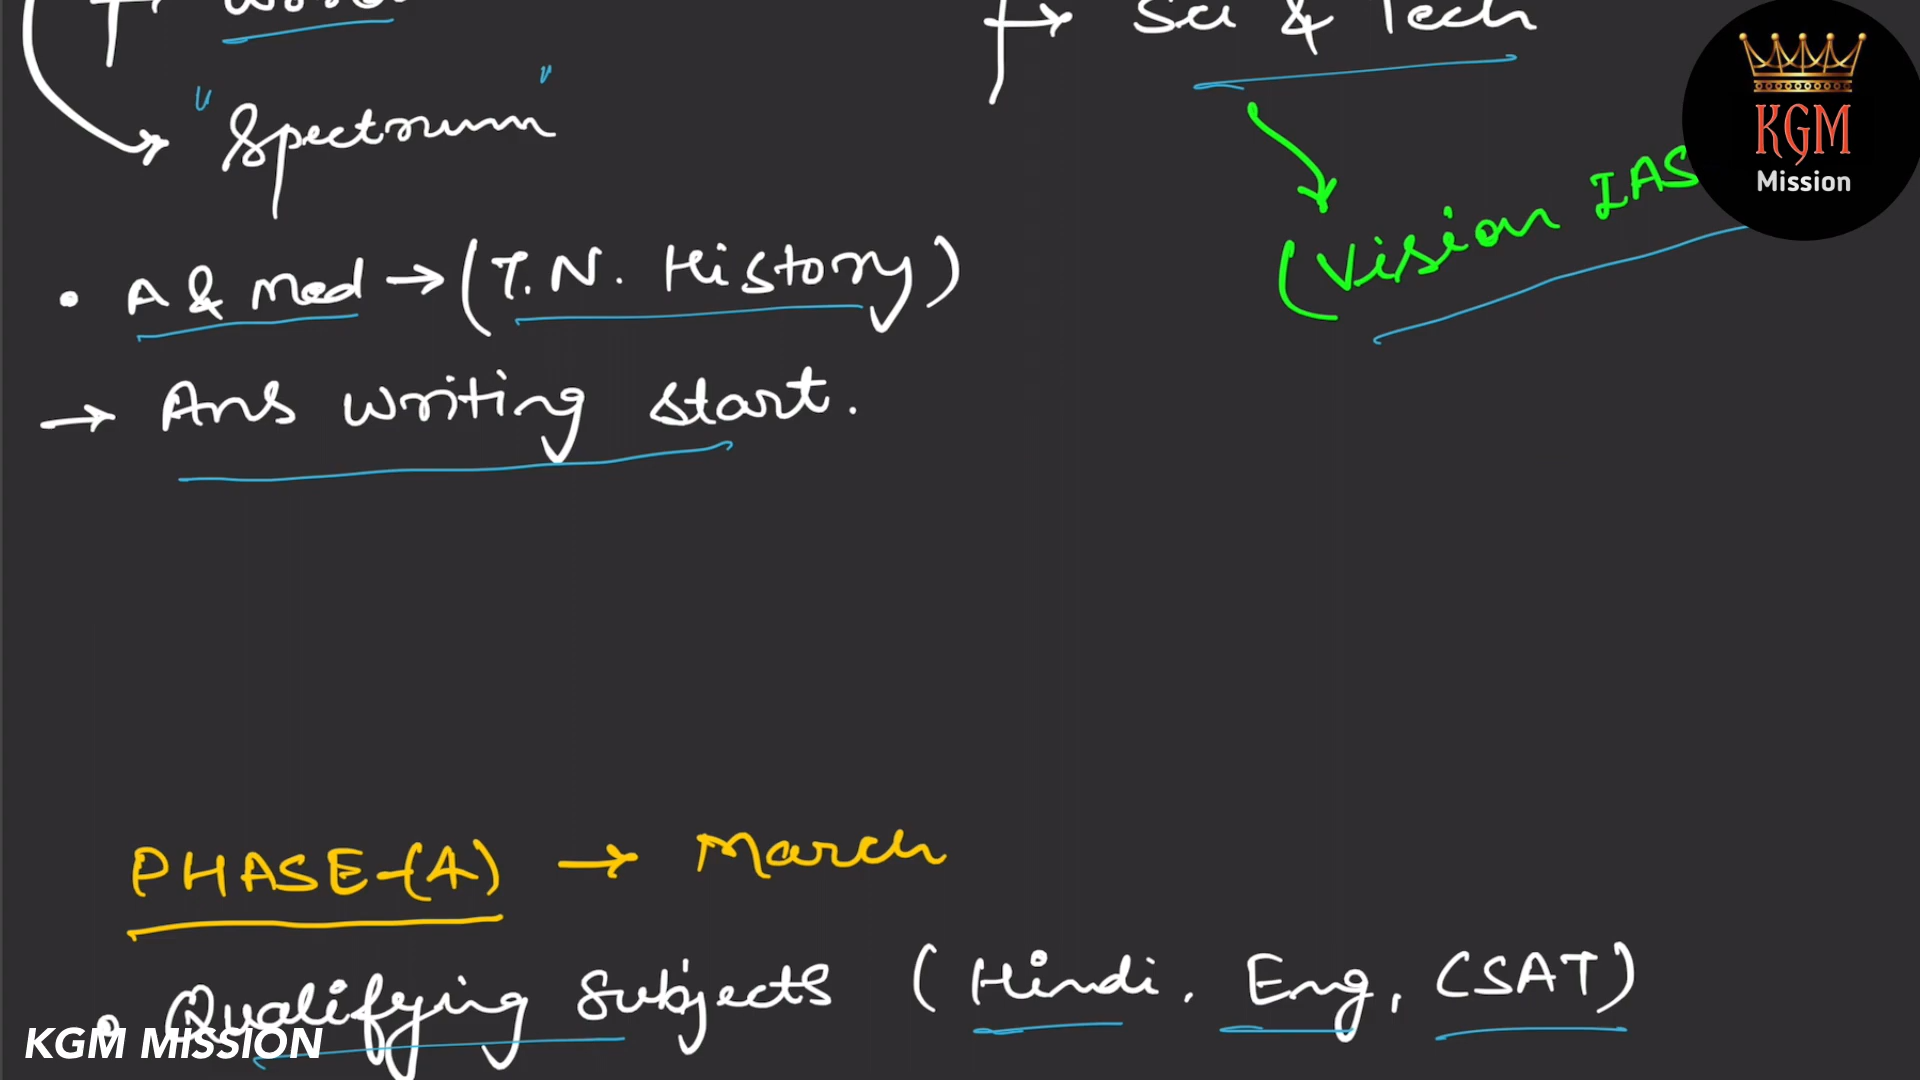 World
"Spectrum"
• A & Med → (T.N. History)
→ Ans writing start.
→ Sci & Tech
(Vision IAS
KGM
Mission
PHASE-(A) → March
• Qualifying Subjects (Hindi, Eng, CSAT)
KGM MISSION